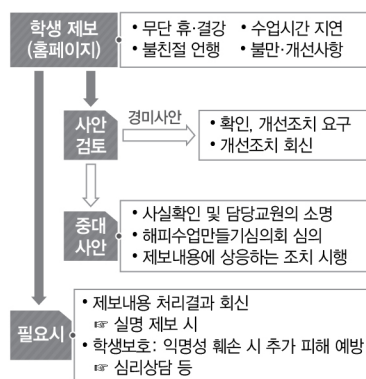 학생 제보
(홈페이지)
• 무단 휴·결강 • 수업시간 지연
• 불친절 언행 • 불만·개선사항
사안
검토
경미사안
• 확인, 개선조치 요구
• 개선조치 회신
중대
사안
• 사실확인 및 담당교원의 소명
• 해피수업만들기심의회 심의
• 제보내용에 상응하는 조치 시행
필요시
• 제보내용 처리결과 회신
☞ 실명 제보 시
• 학생보호: 익명성 훼손 시 추가 피해 예방
☞ 심리상담 등